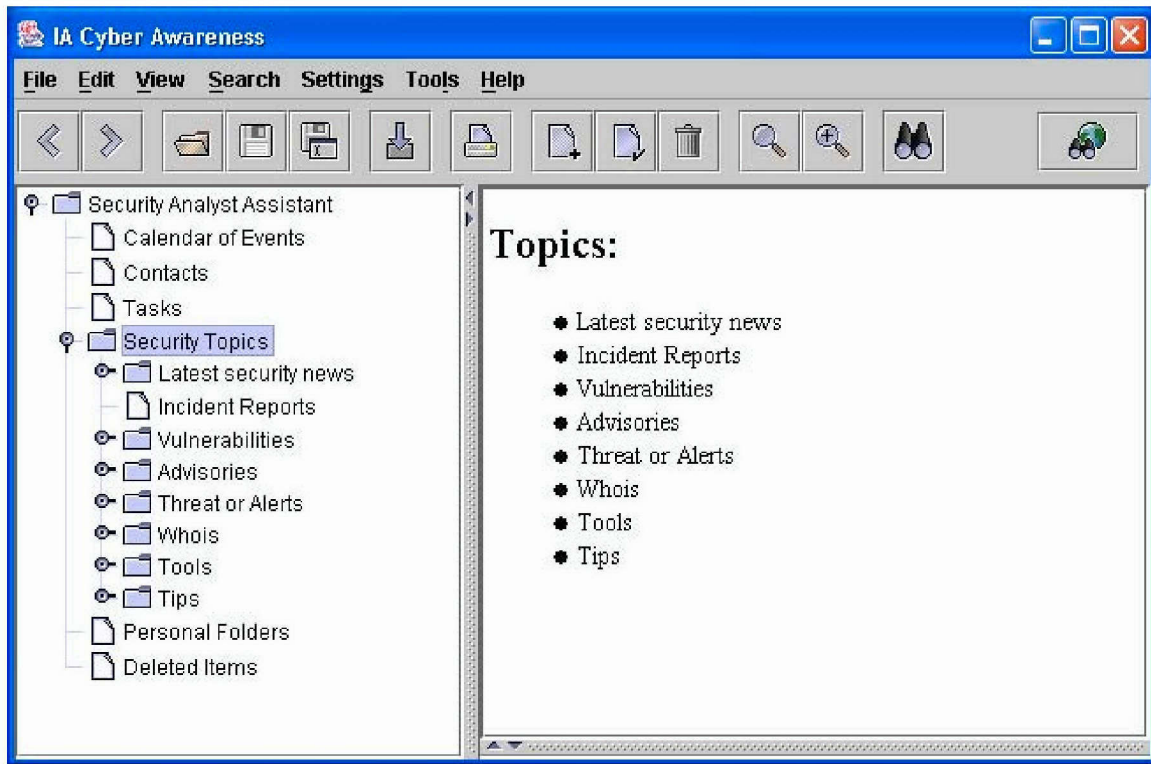 IA Cyber Awareness
File Edit View Search Settings Tools Help
Security Analyst Assistant
Calendar of Events
Contacts
Tasks
Security Topics
Latest security news
Incident Reports
Vulnerabilities
Advisories
Threat or Alerts
Whois
Tools
Tips
Personal Folders
Deleted Items
Topics:
Latest security news
Incident Reports
Vulnerabilities
Advisories
Threat or Alerts
Whois
Tools
Tips